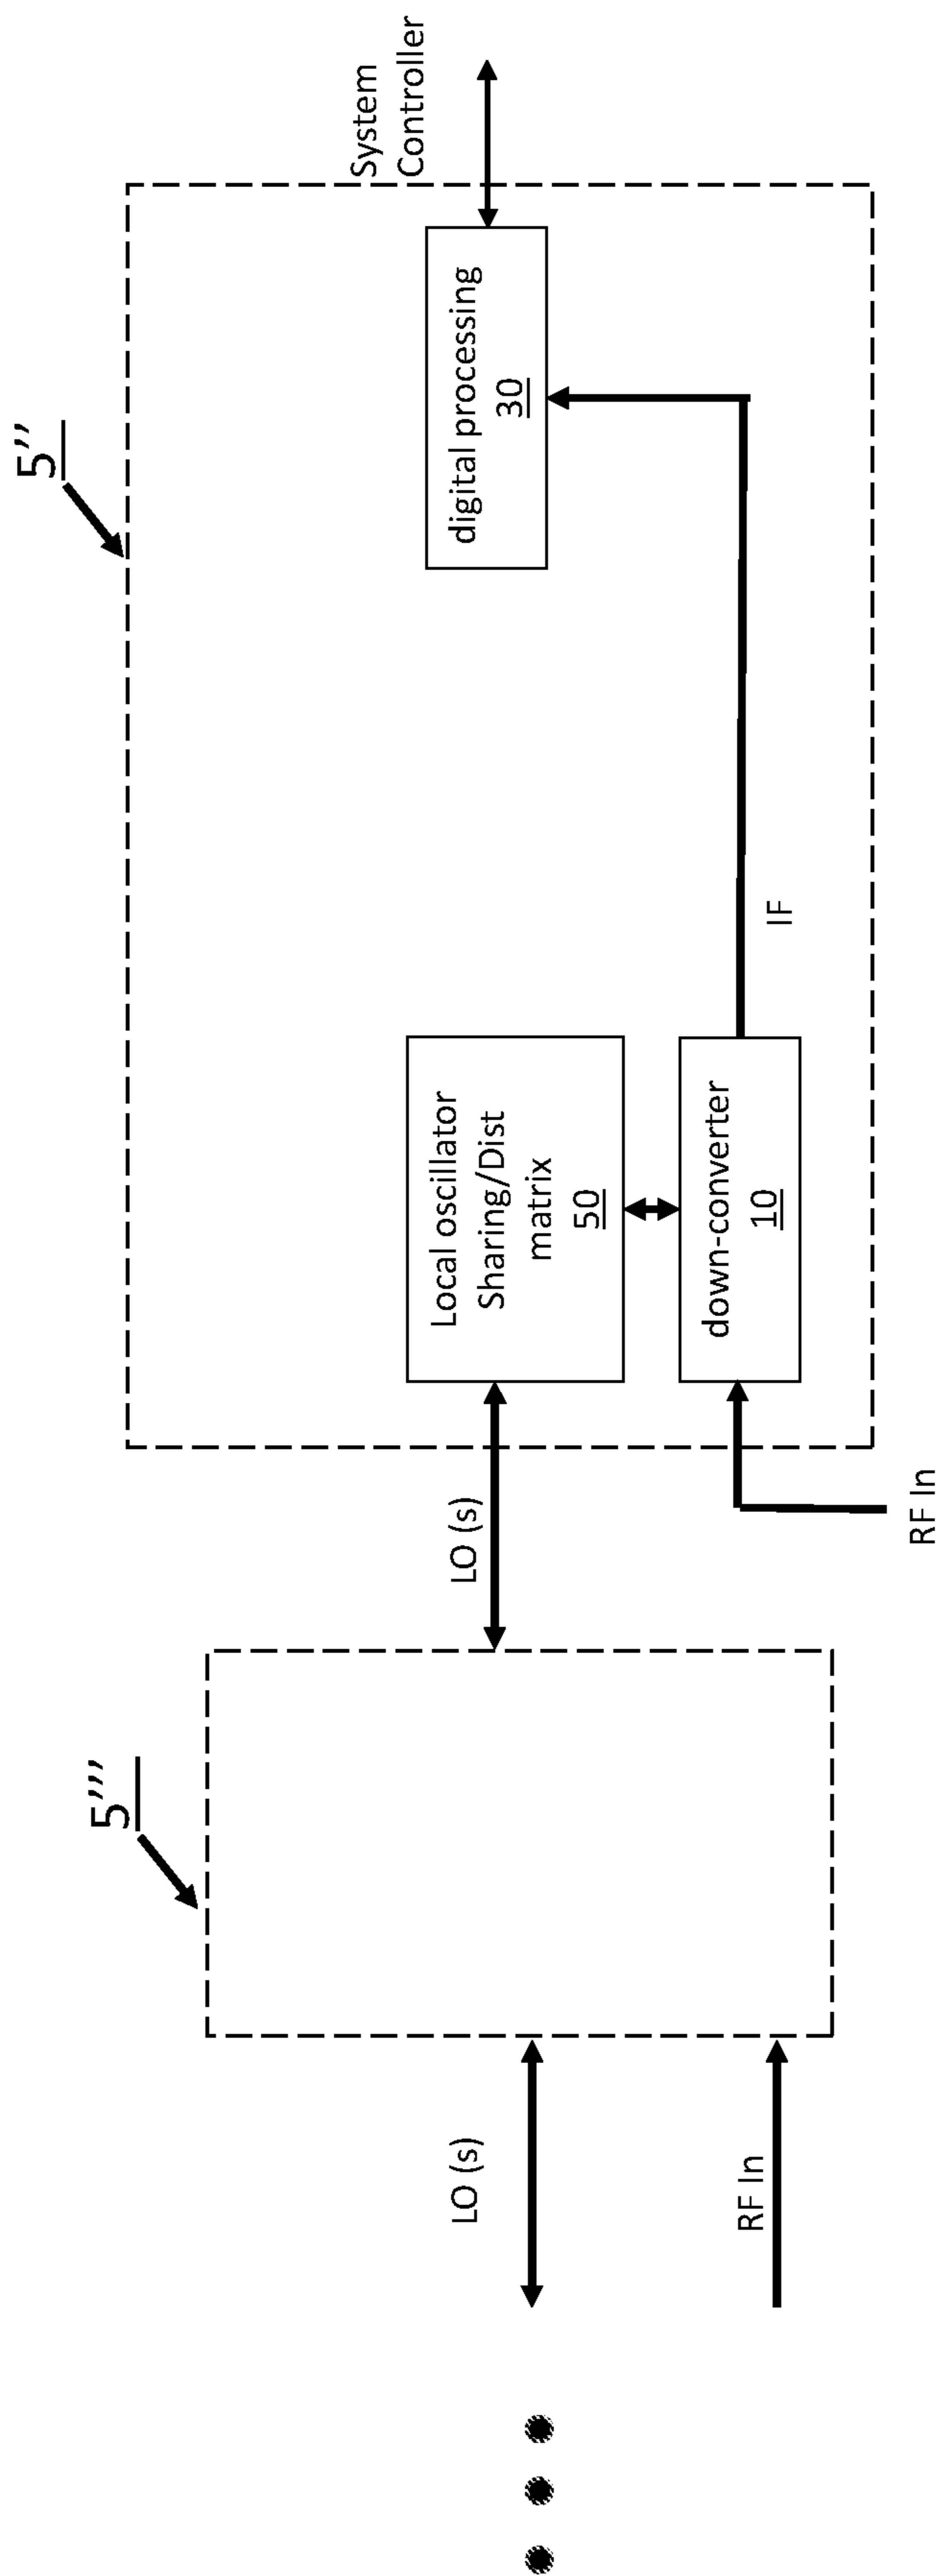 5’’’
5’’
LO (s)
RF In
LO (s)
RF In
Local oscillator
Sharing/Dist
matrix
50
down-converter
10
IF
digital processing
30
System
Controller